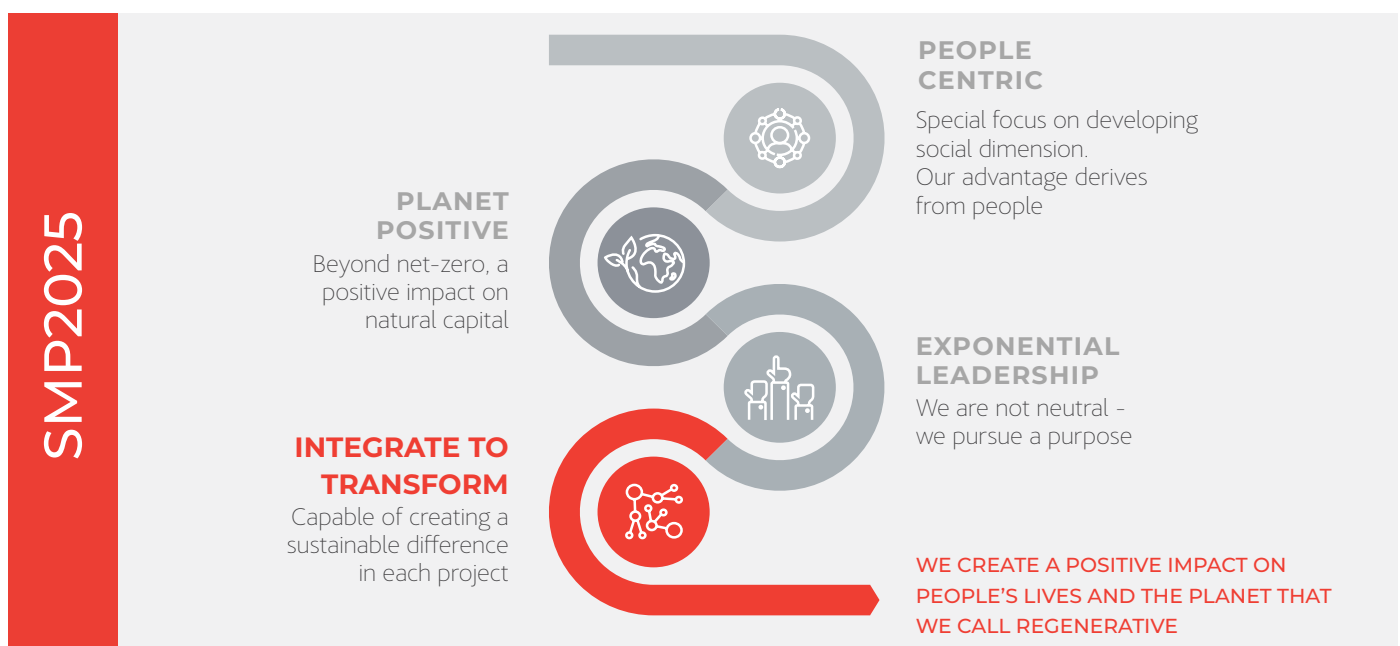 SMP2025
PEOPLE
CENTRIC
Special focus on developing
social dimension.
Our advantage derives
from people
PLANET
POSITIVE
Beyond net-zero, a
positive impact on
natural capital
EXPONENTIAL
LEADERSHIP
We are not neutral -
we pursue a purpose
INTEGRATE TO
TRANSFORM
Capable of creating a
sustainable difference
in each project
WE CREATE A POSITIVE IMPACT ON
PEOPLE’S LIVES AND THE PLANET THAT
WE CALL REGENERATIVE